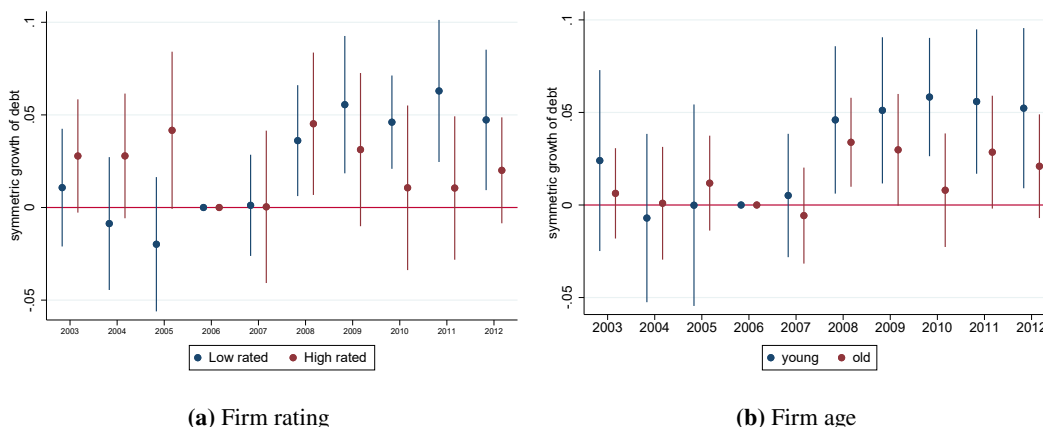 symmetric growth of debt
.1
.05
0
-.05
2003 2004 2005 2006 2007 2008 2009 2010 2011 2012
Low rated High rated
(a) Firm rating
symmetric growth of debt
.1
.05
0
-.05
2003 2004 2005 2006 2007 2008 2009 2010 2011 2012
young old
(b) Firm age